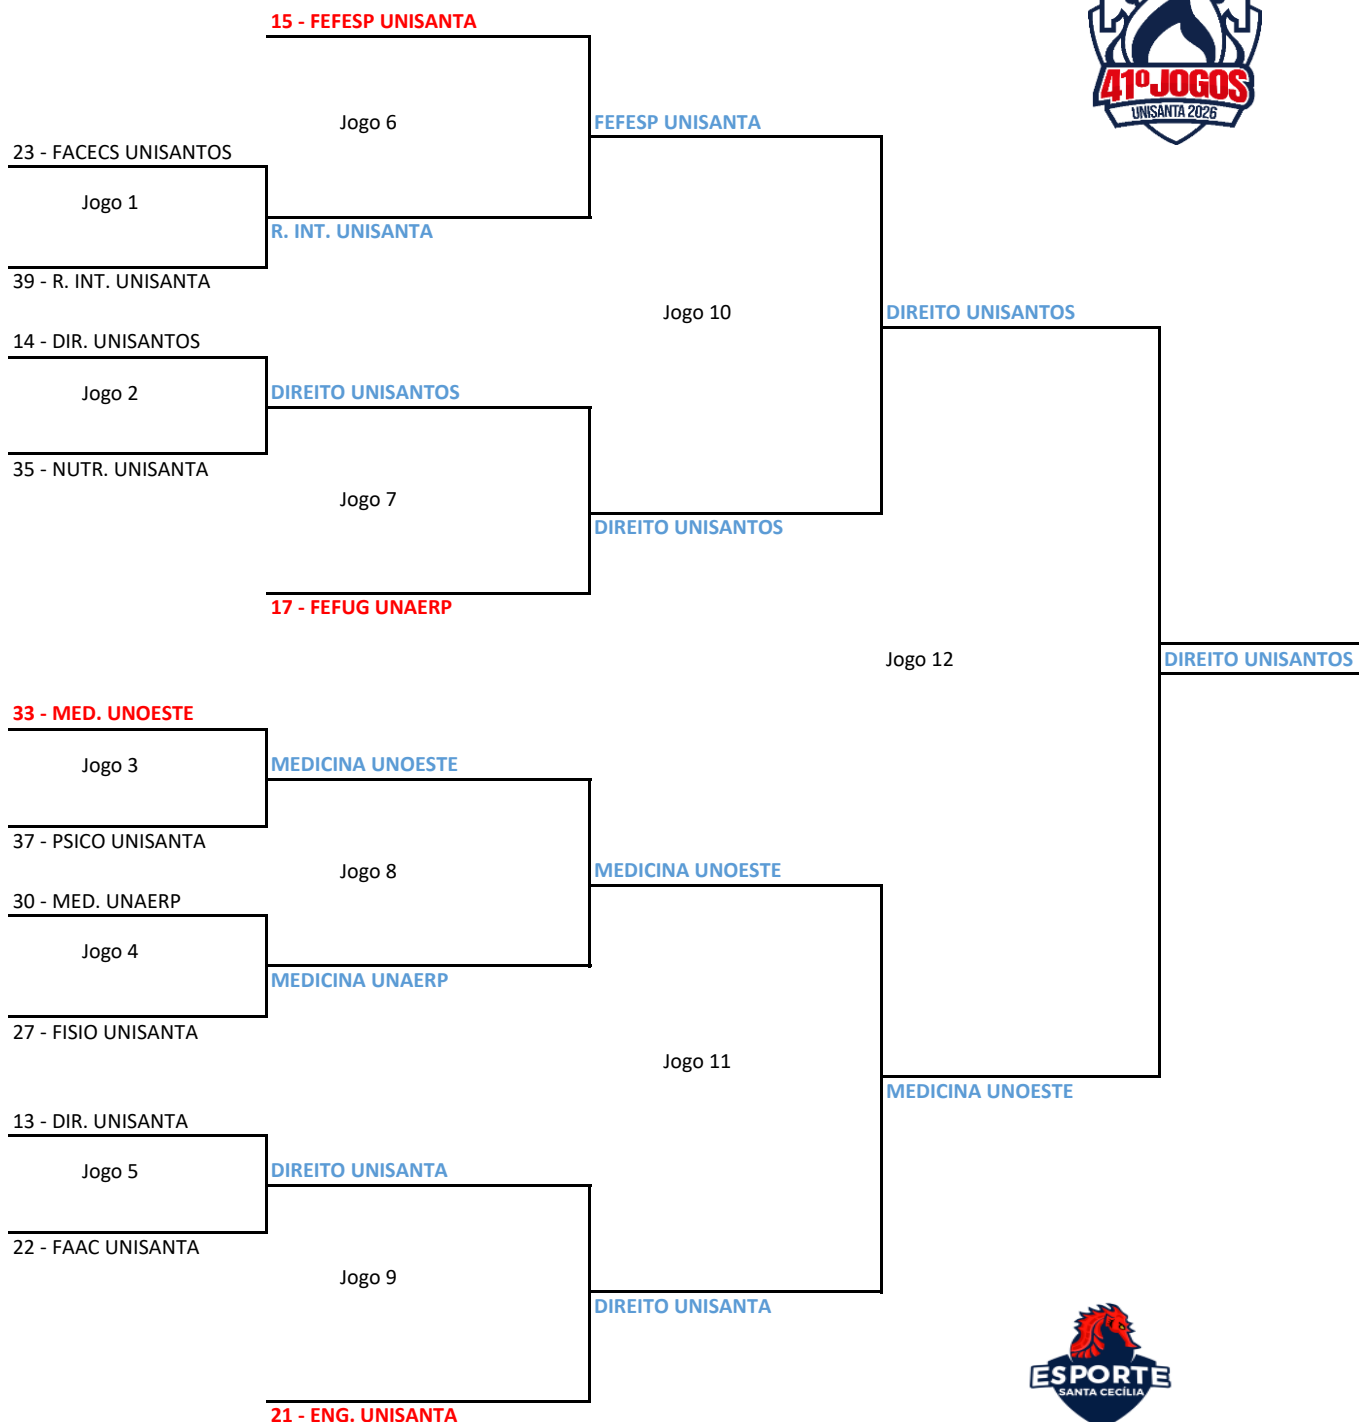 15 - FEFESP UNISANTA
41º JOGOS
UNISANTA 2026
Jogo 6
FEFESP UNISANTA
23 - FACECS UNISANTOS
Jogo 1
R. INT. UNISANTA
39 - R. INT. UNISANTA
Jogo 10
DIREITO UNISANTOS
14 - DIR. UNISANTOS
Jogo 2
DIREITO UNISANTOS
35 - NUTR. UNISANTA
Jogo 7
DIREITO UNISANTOS
17 - FEFUG UNAERP
Jogo 12
DIREITO UNISANTOS
33 - MED. UNOESTE
Jogo 3
MEDICINA UNOESTE
37 - PSICO UNISANTA
Jogo 8
MEDICINA UNOESTE
30 - MED. UNAERP
Jogo 4
MEDICINA UNAERP
27 - FISIO UNISANTA
Jogo 11
MEDICINA UNOESTE
13 - DIR. UNISANTA
Jogo 5
DIREITO UNISANTA
22 - FAAC UNISANTA
Jogo 9
DIREITO UNISANTA
ESPORTE
SANTA CECÍLIA
21 - ENG. UNISANTA